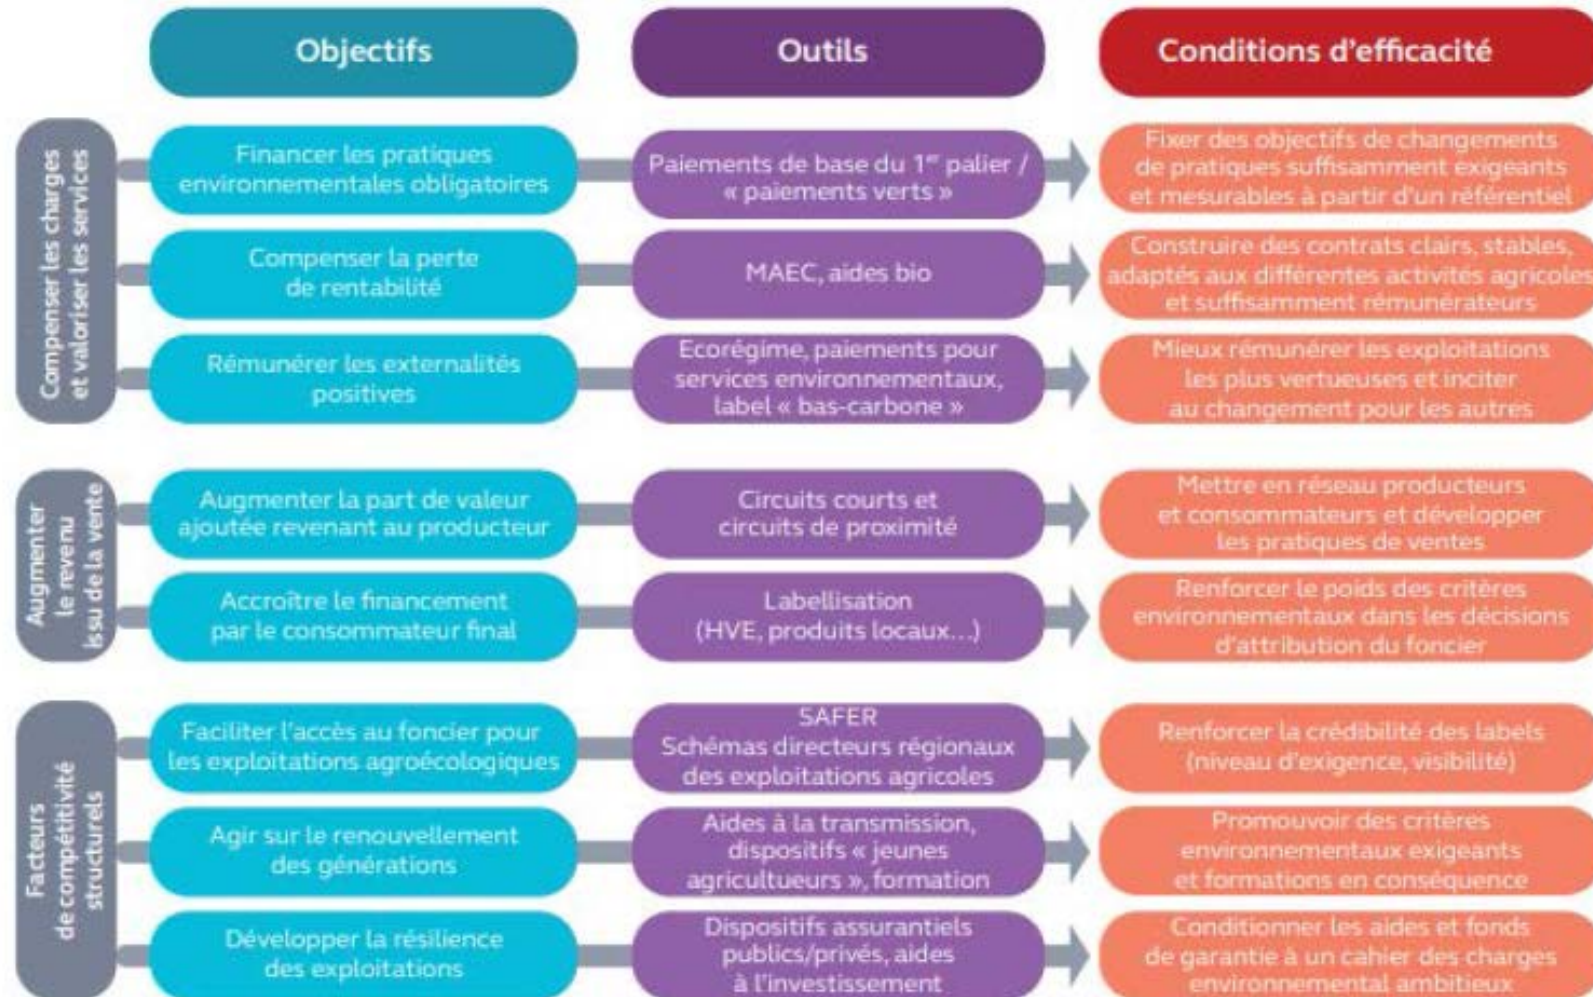 Objectifs
Outils
Conditions d'efficacité
Compenser les charges
et valoriser les services
Financer les pratiques
environnementales obligatoires
Paiements de base du 1er palier /
« paiements verts »
Fixer des objectifs de changements
de pratiques suffisamment exigeants
et mesurables à partir d'un référentiel
Compenser la perte
de rentabilité
MAEC, aides bio
Construire des contrats clairs, stables,
adaptés aux différentes activités agricoles
et suffisamment rémunérateurs
Rémunérer les externalités
positives
Ecorégime, paiements pour
services environnementaux,
label « bas-carbone »
Mieux rémunérer les exploitations
les plus vertueuses et inciter
au changement pour les autres
Augmenter
le revenu
issu de la vente
Augmenter la part de valeur
ajoutée revenant au producteur
Circuits courts et
circuits de proximité
Mettre en réseau producteurs
et consommateurs et développer
les pratiques de ventes
Accroître le financement
par le consommateur final
Labellisation
(HVE, produits locaux...)
Renforcer le poids des critères
environnementaux dans les décisions
d'attribution du foncier
Facteurs
de compétitivité
structurels
Faciliter l'accès au foncier pour
les exploitations agroécologiques
SAFER
Schémas directeurs régionaux
des exploitations agricoles
Renforcer la crédibilité des labels
(niveau d'exigence, visibilité)
Agir sur le renouvellement
des générations
Aides à la transmission,
dispositifs « jeunes
agricultueurs », formation
Promouvoir des critères
environnementaux exigeants
et formations en conséquence
Développer la résilience
des exploitations
Dispositifs assurantiels
publics/privés, aides
à l'investissement
Conditionner les aides et fonds
de garantie à un cahier des charges
environnemental ambitieux